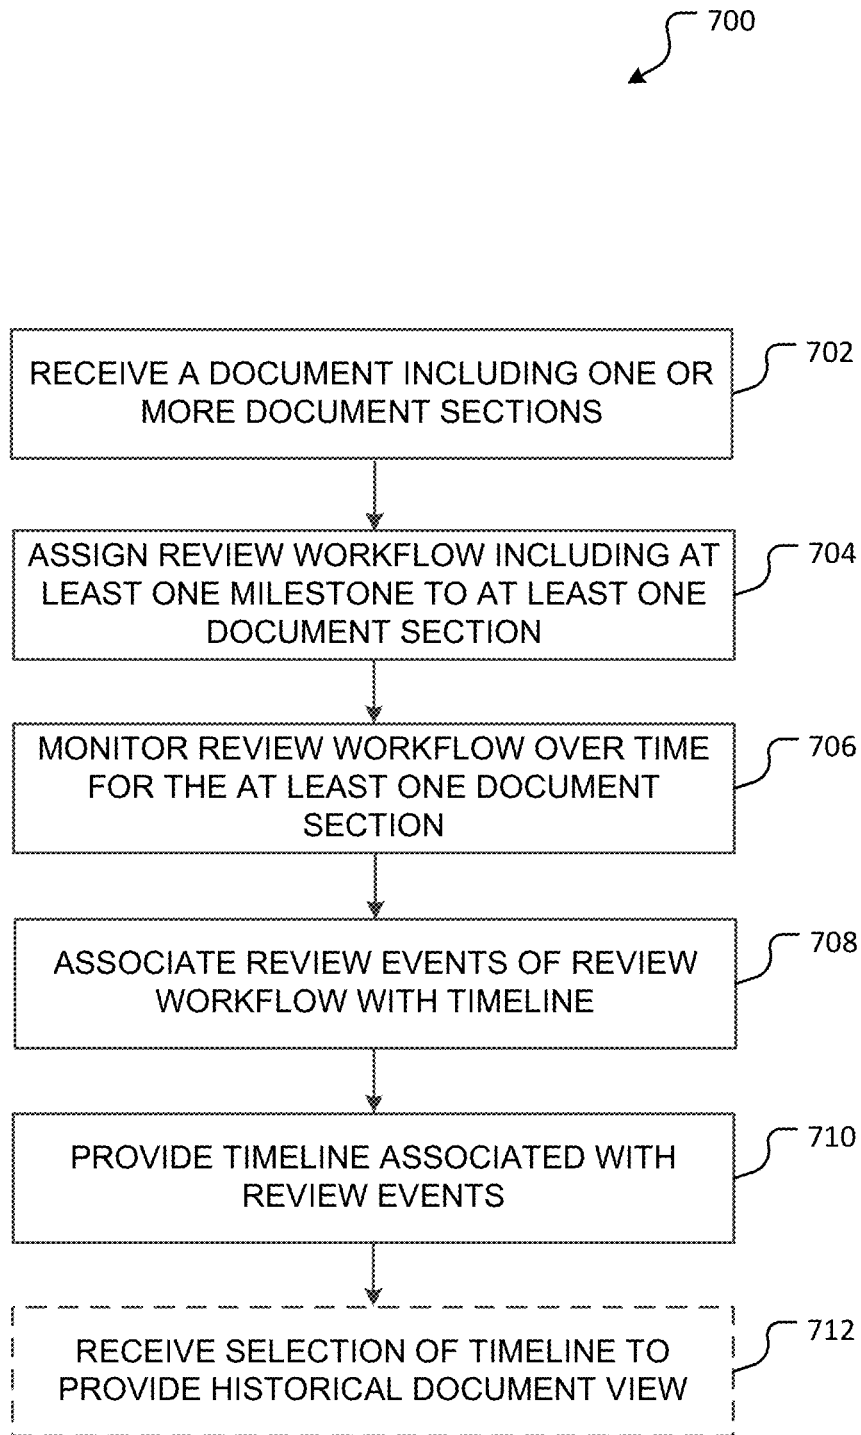 700
RECEIVE A DOCUMENT INCLUDING ONE OR
MORE DOCUMENT SECTIONS
702
ASSIGN REVIEW WORKFLOW INCLUDING AT
LEAST ONE MILESTONE TO AT LEAST ONE
DOCUMENT SECTION
704
MONITOR REVIEW WORKFLOW OVER TIME
FOR THE AT LEAST ONE DOCUMENT
SECTION
706
ASSOCIATE REVIEW EVENTS OF REVIEW
WORKFLOW WITH TIMELINE
708
PROVIDE TIMELINE ASSOCIATED WITH
REVIEW EVENTS
710
RECEIVE SELECTION OF TIMELINE TO
PROVIDE HISTORICAL DOCUMENT VIEW
712